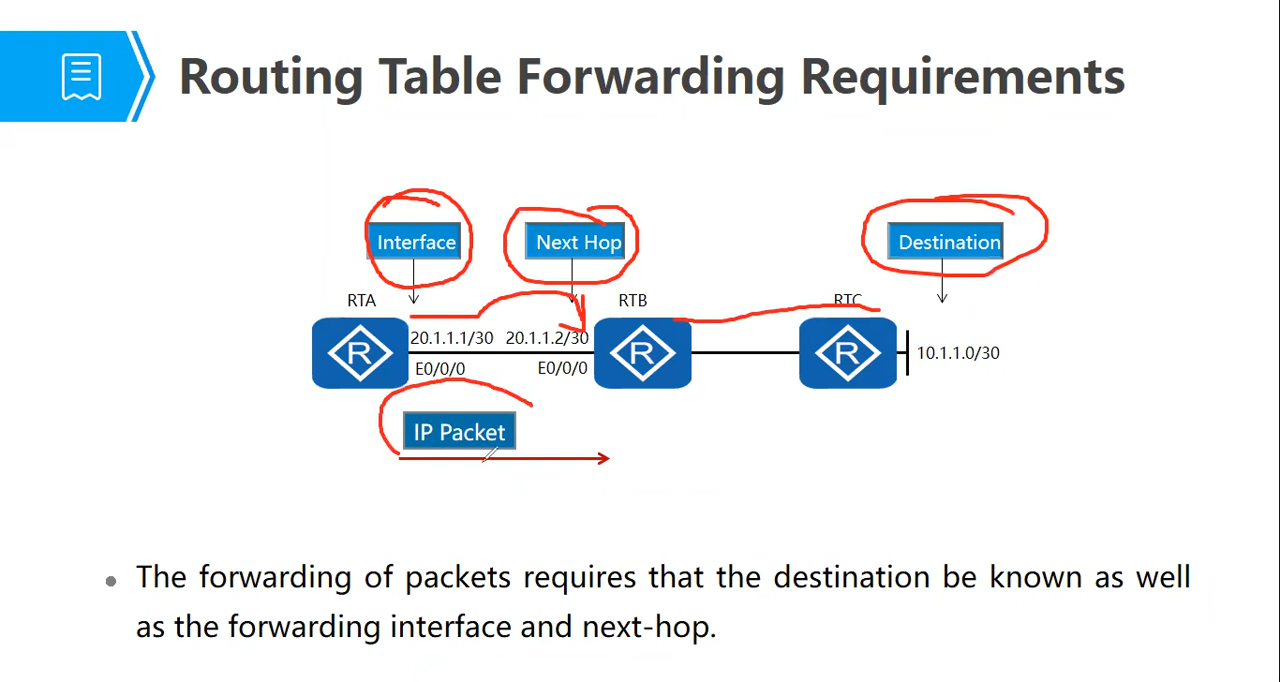 Routing Table Forwarding Requirements
Interface
Next Hop
Destination
RTA
RTB
RTC
20.1.1.1/30
20.1.1.2/30
R
R
R
10.1.1.0/30
E0/0/0
E0/0/0
IP Packet
The forwarding of packets requires that the destination be known as well
as the forwarding interface and next-hop.